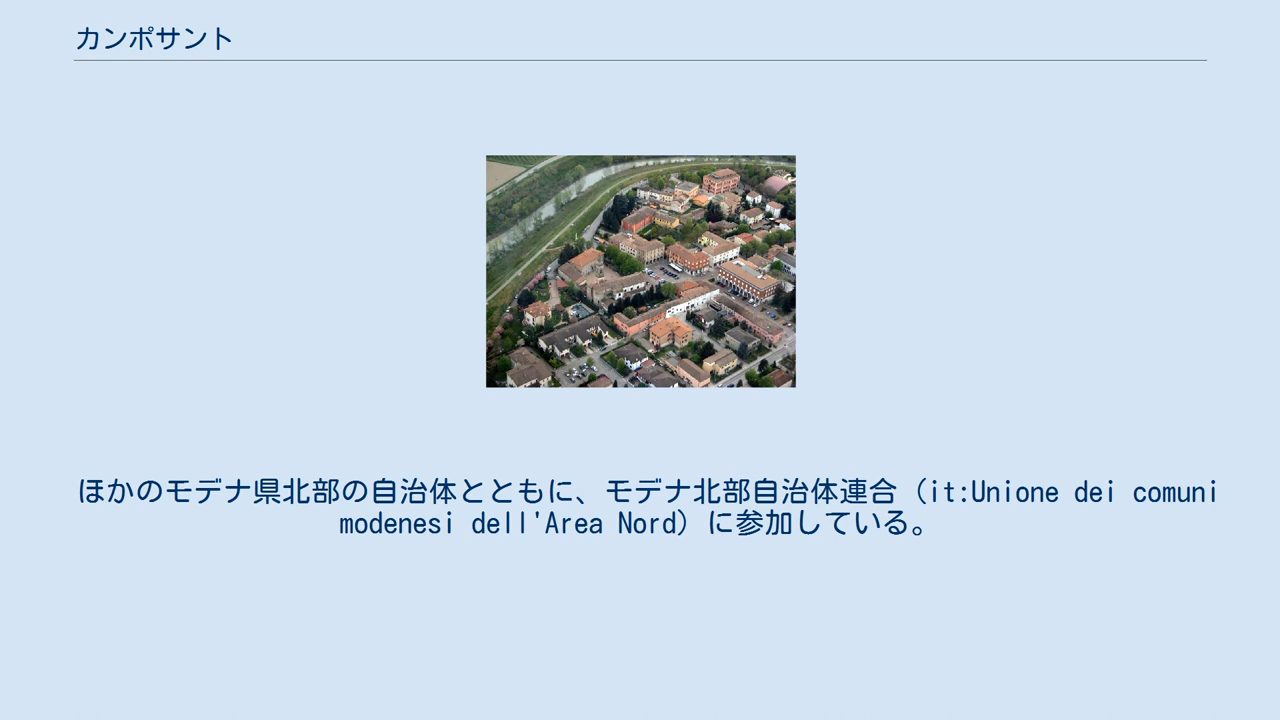 カンポサント
ほかのモデナ県北部の自治体とともに、モデナ北部自治体連合（it:Unione dei comuni
modenesi dell'Area Nord）に参加している。